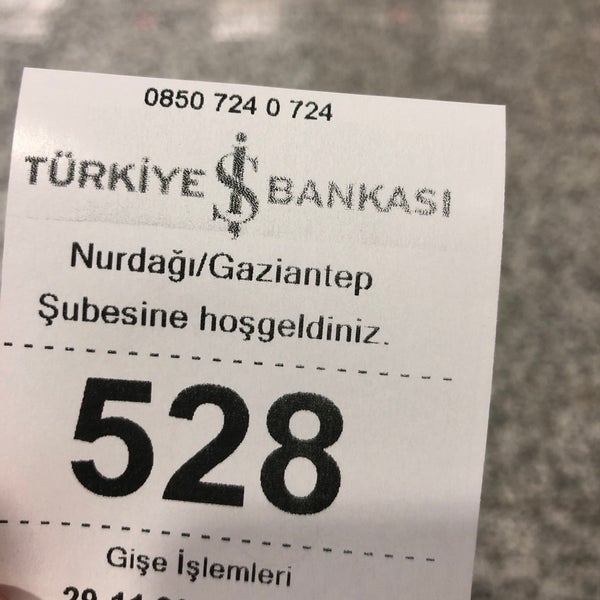 0850 724 0 724
TÜRKİYE İŞ BANKASI
Nurdağı/Gaziantep
Şubesine hoşgeldiniz.
528
Gişe İşlemleri